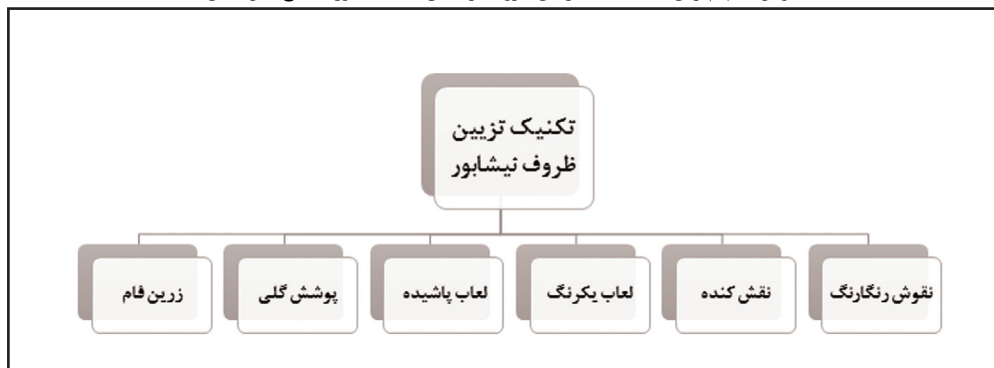 تکنیک تزیین
ظروف نیشابور
نقوش رنگارنگ
نقش کنده
لعاب یکرنگ
لعاب پاشیده
پوشش گلی
زرین فام